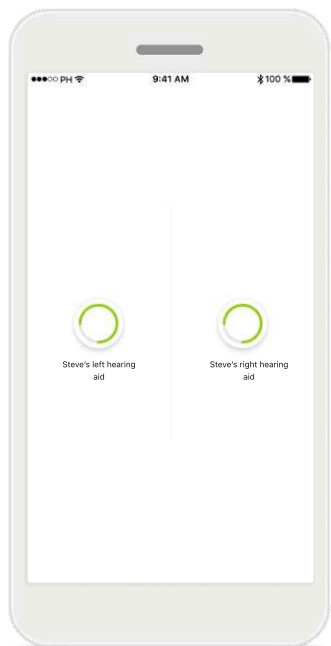 PH 9:41 AM 100 %
Steve's left hearing
aid
Steve's right hearing
aid